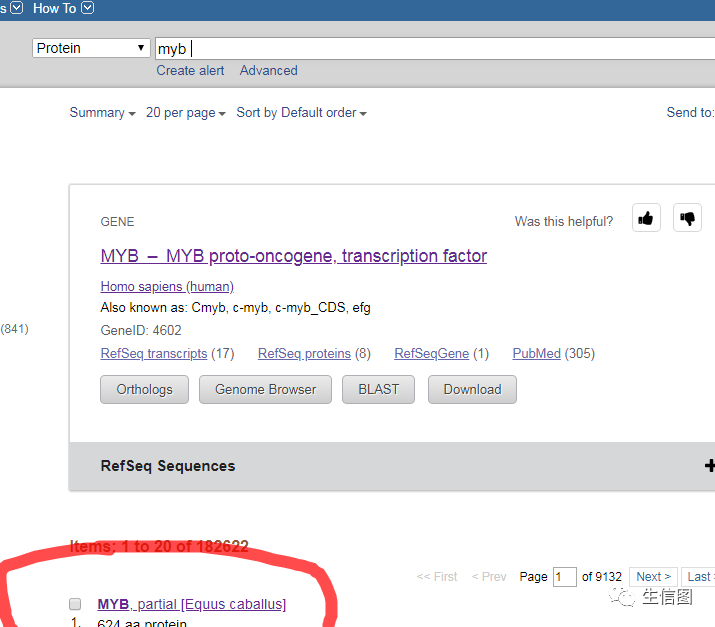 s How To
Protein myb
Create alert Advanced
Summary 20 per page Sort by Default order Send to:
GENE Was this helpful?
MYB – MYB proto-oncogene, transcription factor
Homo sapiens (human)
Also known as: Cmyb, c-myb, c-myb_CDS, efg
(841)
GeneID: 4602
RefSeq transcripts (17) RefSeq proteins (8) RefSeqGene (1) PubMed (305)
Orthologs Genome Browser BLAST Download
RefSeq Sequences
Items: 1 to 20 of 182622
<< First < Prev Page 1 of 9132 Next > Last >
生信图
MYB, partial [Equus caballus]
1. 624 aa protein